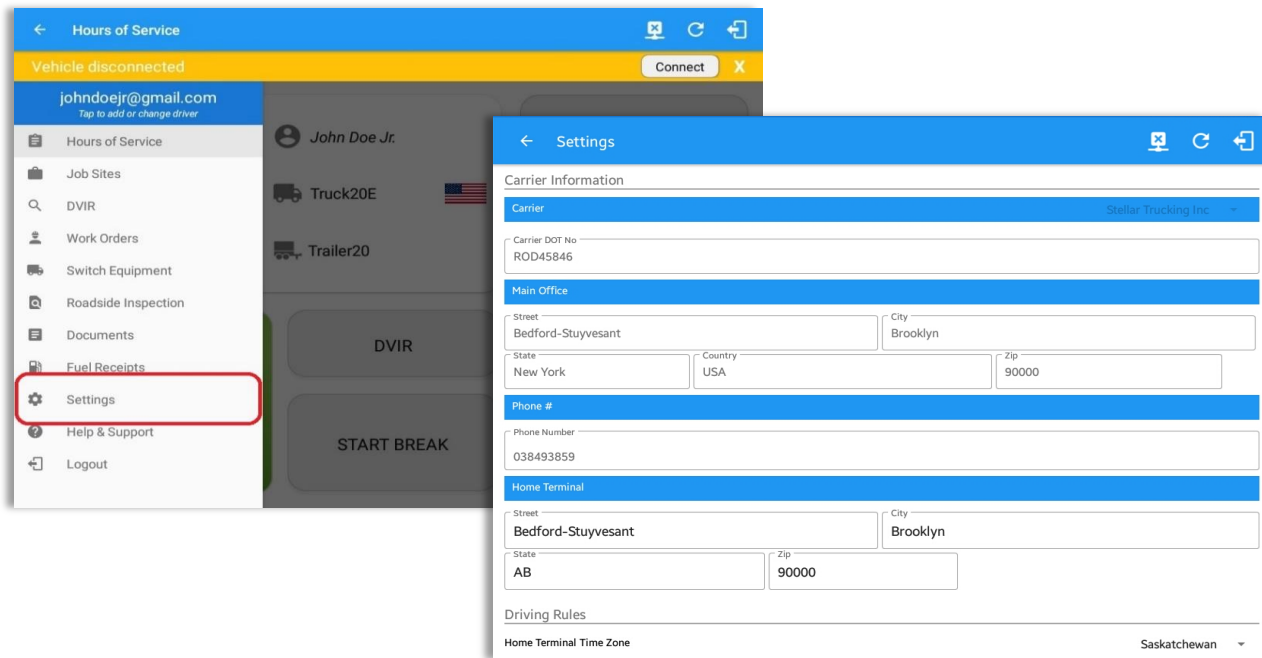 Hours of Service
Vehicle disconnected
Connect
X
johndoejr@gmail.com
Tap to add or change driver
Hours of Service
Job Sites
DVIR
Work Orders
Switch Equipment
Roadside Inspection
Documents
Fuel Receipts
Settings
Help & Support
Logout
John Doe Jr.
Truck20E
Trailer20
DVIR
START BREAK
Settings
Carrier Information
Carrier Stellar Trucking Inc
Carrier DOT No
ROD45846
Main Office
Street City
Bedford-Stuyvesant Brooklyn
State Country Zip
New York USA 90000
Phone #
Phone Number
038493859
Home Terminal
Street City
Bedford-Stuyvesant Brooklyn
State Zip
AB 90000
Driving Rules
Home Terminal Time Zone Saskatchewan